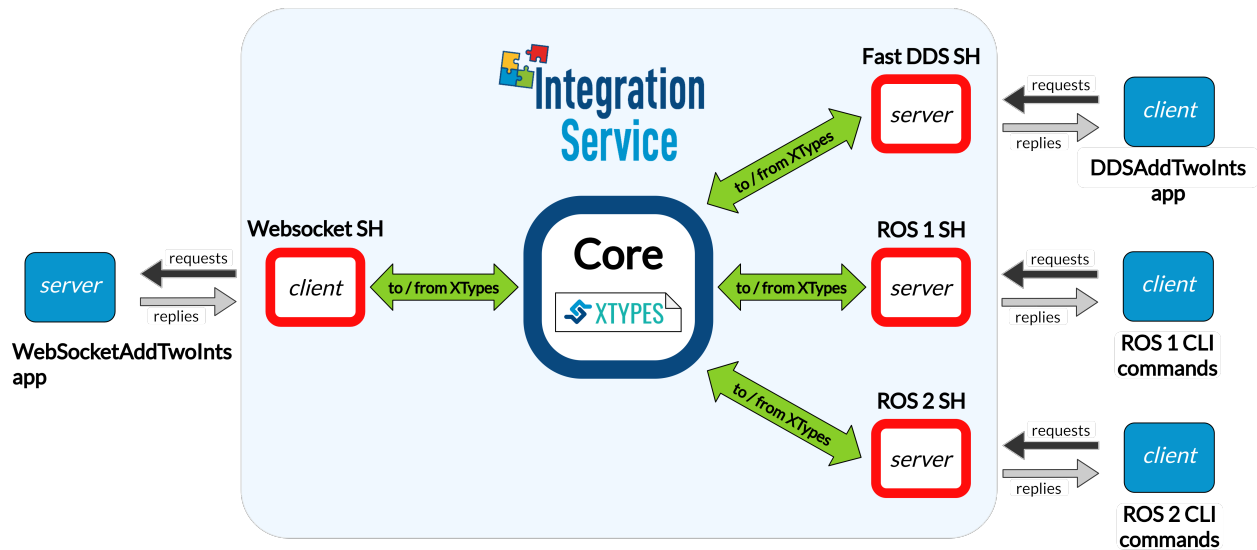 Integration
Service
Fast DDS SH
server
requests
replies
client
DDSAddTwoInts
app
to / from XTypes
Websocket SH
client
requests
replies
server
WebSocketAddTwoInts
app
to / from XTypes
Core
XTYPES
to / from XTypes
ROS 1 SH
server
requests
replies
client
ROS 1 CLI
commands
to / from XTypes
ROS 2 SH
server
requests
replies
client
ROS 2 CLI
commands